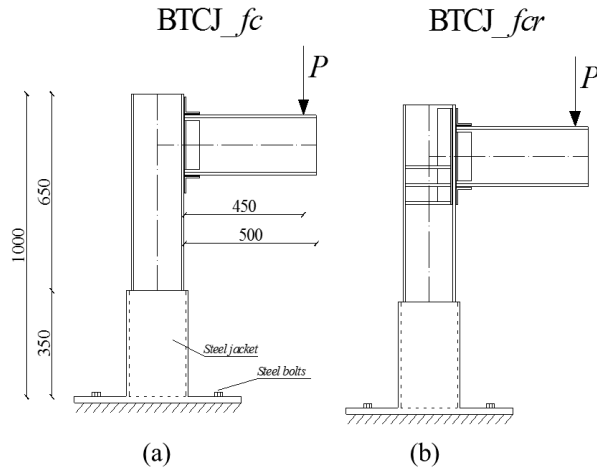 BTCJ_fc
BTCJ_fcr
P
P
650
1000
450
500
350
Steel jacket
Steel bolts
(a)
(b)